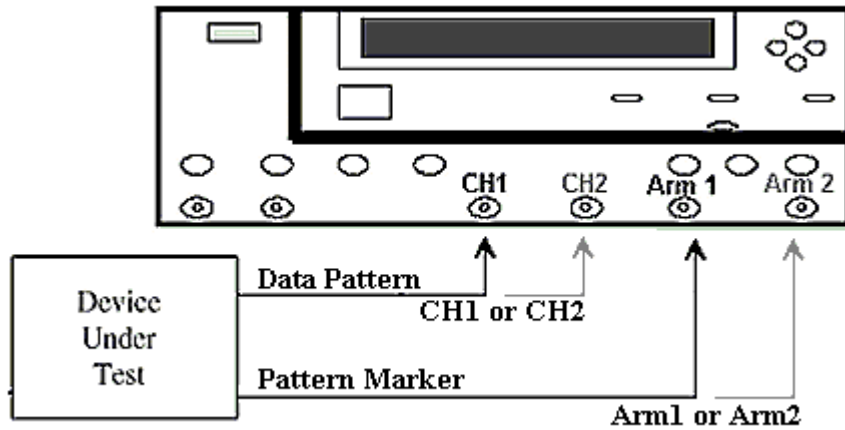 CH1 CH2 Arm 1 Arm 2
Data Pattern
CH1 or CH2
Device
Under
Test
Pattern Marker
Arm1 or Arm2